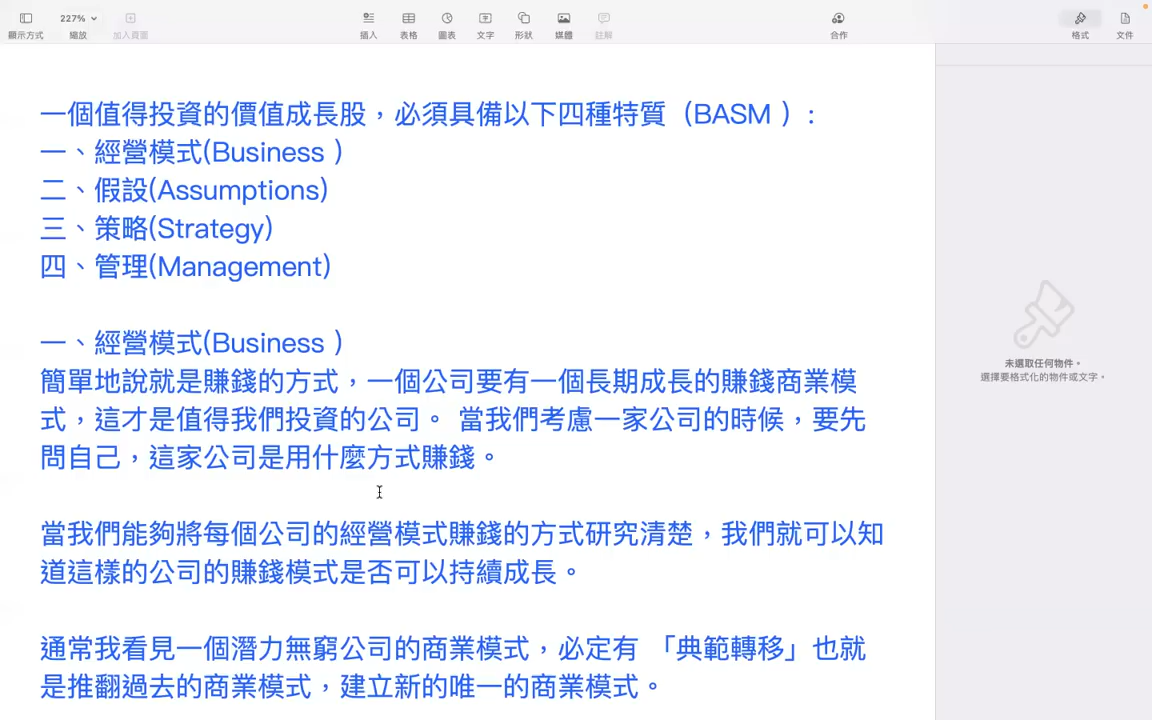 227%
顯示方式
縮放
加入頁面
插入
表格
圖表
文字
形狀
媒體
註解
合作
格式
文件
一個值得投資的價值成長股，必須具備以下四種特質（BASM ）:
一、經營模式(Business ）
二、假設(Assumptions)
三、策略(Strategy)
四、管理(Management)
一、經營模式(Business ）
簡單地說就是賺錢的方式，一個公司要有一個長期成長的賺錢商業模
式，這才是值得我們投資的公司。 當我們考慮一家公司的時候，要先
問自己，這家公司是用什麼方式賺錢。
當我們能夠將每個公司的經營模式賺錢的方式研究清楚，我們就可以知
道這樣的公司的賺錢模式是否可以持續成長。
通常我看見一個潛力無窮公司的商業模式，必定有 「典範轉移」也就
是推翻過去的商業模式，建立新的唯一的商業模式。
未選取任何物件。
選擇要格式化的物件或文字。